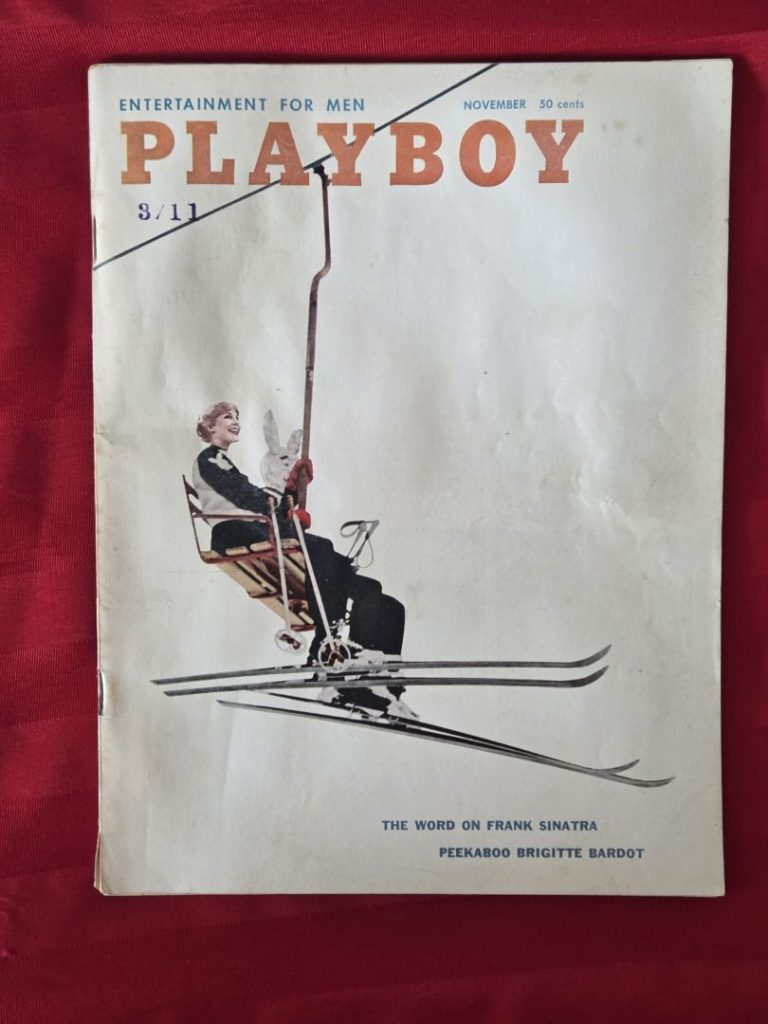 ENTERTAINMENT FOR MEN NOVEMBER 50 cents
PLAYBOY
3/11
THE WORD ON FRANK SINATRA
PEEKABOO BRIGITTE BARDOT